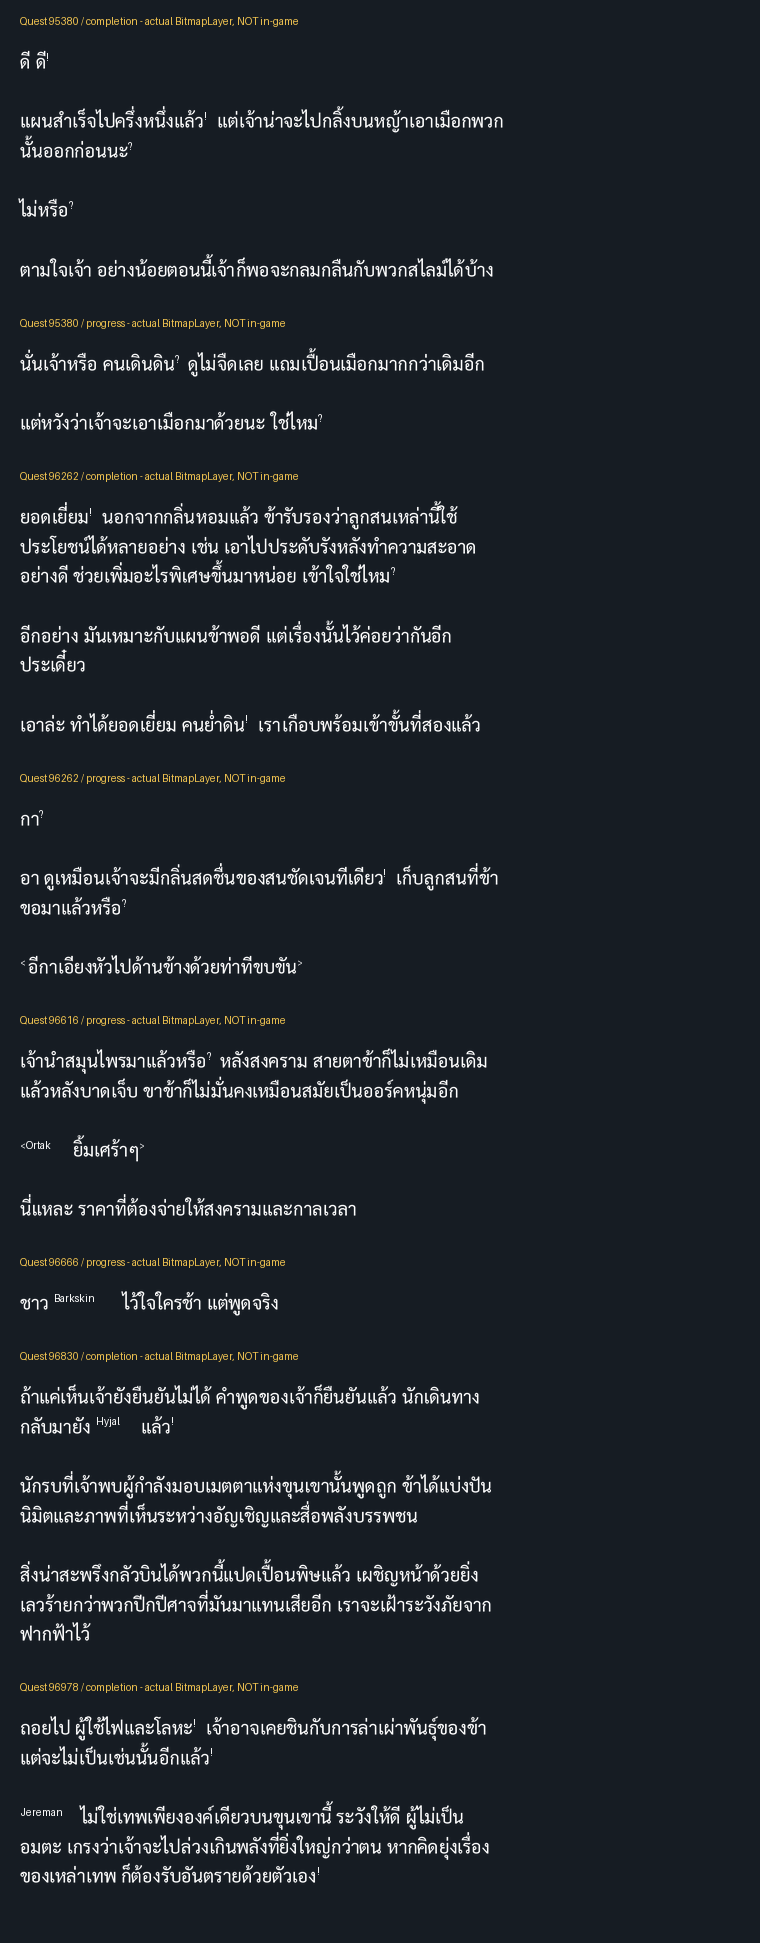 Quest 95380 / completion - actual BitmapLayer, NOT in-game
ดี ดี!
แผนสำเร็จไปครึ่งหนึ่งแล้ว! แต่เจ้าน่าจะไปกลิ้งบนหญ้าเอาเมือกพวก
นั้นออกก่อนนะ?
ไม่หรือ?
ตามใจเจ้า อย่างน้อยตอนนี้เจ้าก็พอจะกลมกลืนกับพวกสไลม์ได้บ้าง
Quest 95380 / progress - actual BitmapLayer, NOT in-game
นั่นเจ้าหรือ คนเดินดิน? ดูไม่จืดเลย แถมเปื้อนเมือกมากกว่าเดิมอีก
แต่หวังว่าเจ้าจะเอาเมือกมาด้วยนะ ใช่ไหม?
Quest 96262 / completion - actual BitmapLayer, NOT in-game
ยอดเยี่ยม! นอกจากกลิ่นหอมแล้ว ข้ารับรองว่าลูกสนเหล่านี้ใช้
ประโยชน์ได้หลายอย่าง เช่น เอาไปประดับรังหลังทำความสะอาด
อย่างดี ช่วยเพิ่มอะไรพิเศษขึ้นมาหน่อย เข้าใจใช่ไหม?
อีกอย่าง มันเหมาะกับแผนข้าพอดี แต่เรื่องนั้นไว้ค่อยว่ากันอีก
ประเดี๋ยว
เอาล่ะ ทำได้ยอดเยี่ยม คนย่ำดิน! เราเกือบพร้อมเข้าขั้นที่สองแล้ว
Quest 96262 / progress - actual BitmapLayer, NOT in-game
กา?
อา ดูเหมือนเจ้าจะมีกลิ่นสดชื่นของสนชัดเจนทีเดียว! เก็บลูกสนที่ข้า
ขอมาแล้วหรือ?
<อีกาเอียงหัวไปด้านข้างด้วยท่าทีขบขัน>
Quest 96616 / progress - actual BitmapLayer, NOT in-game
เจ้านำสมุนไพรมาแล้วหรือ? หลังสงคราม สายตาข้าก็ไม่เหมือนเดิม
แล้วหลังบาดเจ็บ ขาข้าก็ไม่มั่นคงเหมือนสมัยเป็นออร์คหนุ่มอีก
<Ortak ยิ้มเศร้าๆ>
นี่แหละ ราคาที่ต้องจ่ายให้สงครามและกาลเวลา
Quest 96666 / progress - actual BitmapLayer, NOT in-game
ชาว Barkskin ไว้ใจใครช้า แต่พูดจริง
Quest 96830 / completion - actual BitmapLayer, NOT in-game
ถ้าแค่เห็นเจ้ายังยืนยันไม่ได้ คำพูดของเจ้าก็ยืนยันแล้ว นักเดินทาง
กลับมายัง Hyjal แล้ว!
นักรบที่เจ้าพบผู้กำลังมอบเมตตาแห่งขุนเขานั้นพูดถูก ข้าได้แบ่งปัน
นิมิตและภาพที่เห็นระหว่างอัญเชิญและสื่อพลังบรรพชน
สิ่งน่าสะพรึงกลัวบินได้พวกนี้แปดเปื้อนพิษแล้ว เผชิญหน้าด้วยยิ่ง
เลวร้ายกว่าพวกปีกปีศาจที่มันมาแทนเสียอีก เราจะเฝ้าระวังภัยจาก
ฟากฟ้าไว้
Quest 96978 / completion - actual BitmapLayer, NOT in-game
ถอยไป ผู้ใช้ไฟและโลหะ! เจ้าอาจเคยชินกับการล่าเผ่าพันธุ์ของข้า
แต่จะไม่เป็นเช่นนั้นอีกแล้ว!
Jereman ไม่ใช่เทพเพียงองค์เดียวบนขุนเขานี้ ระวังให้ดี ผู้ไม่เป็น
อมตะ เกรงว่าเจ้าจะไปล่วงเกินพลังที่ยิ่งใหญ่กว่าตน หากคิดยุ่งเรื่อง
ของเหล่าเทพ ก็ต้องรับอันตรายด้วยตัวเอง!